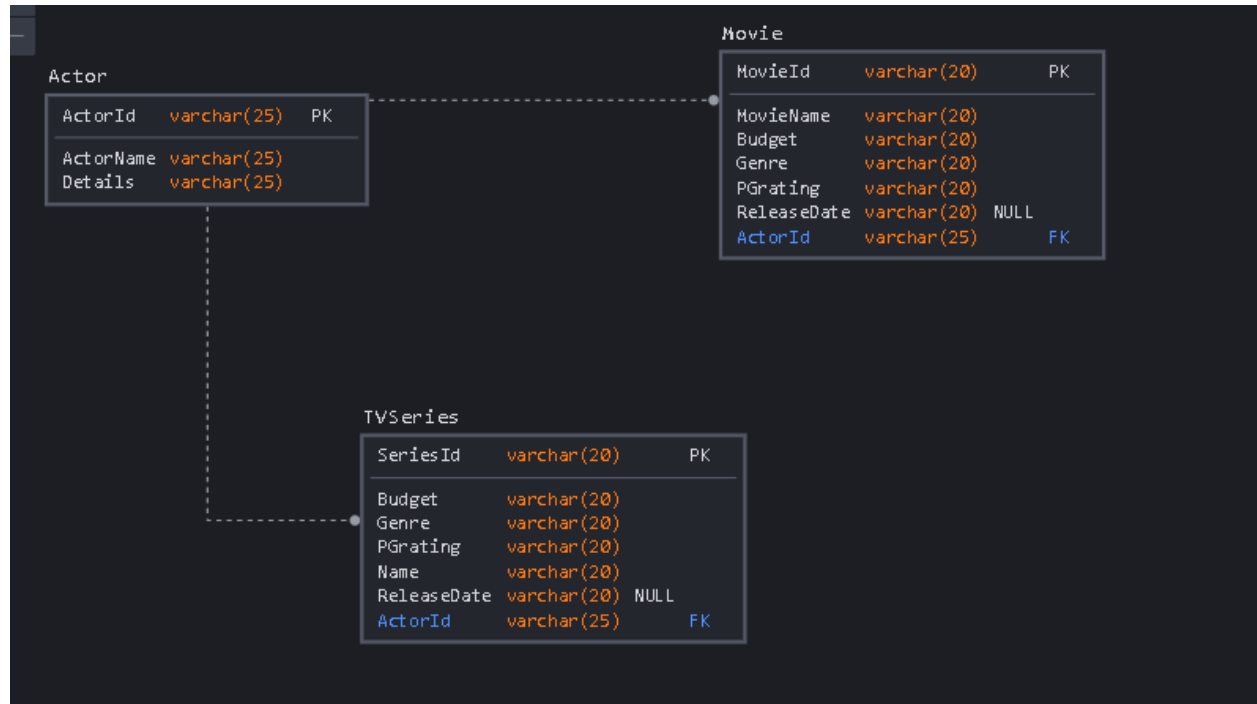 Actor
ActorId varchar(25) PK
ActorName varchar(25)
Details varchar(25)
Movie
MovieId varchar(20) PK
MovieName varchar(20)
Budget varchar(20)
Genre varchar(20)
PGrating varchar(20)
ReleaseDate varchar(20) NULL
ActorId varchar(25) FK
TVSeries
SeriesId varchar(20) PK
Budget varchar(20)
Genre varchar(20)
PGrating varchar(20)
Name varchar(20)
ReleaseDate varchar(20) NULL
ActorId varchar(25) FK